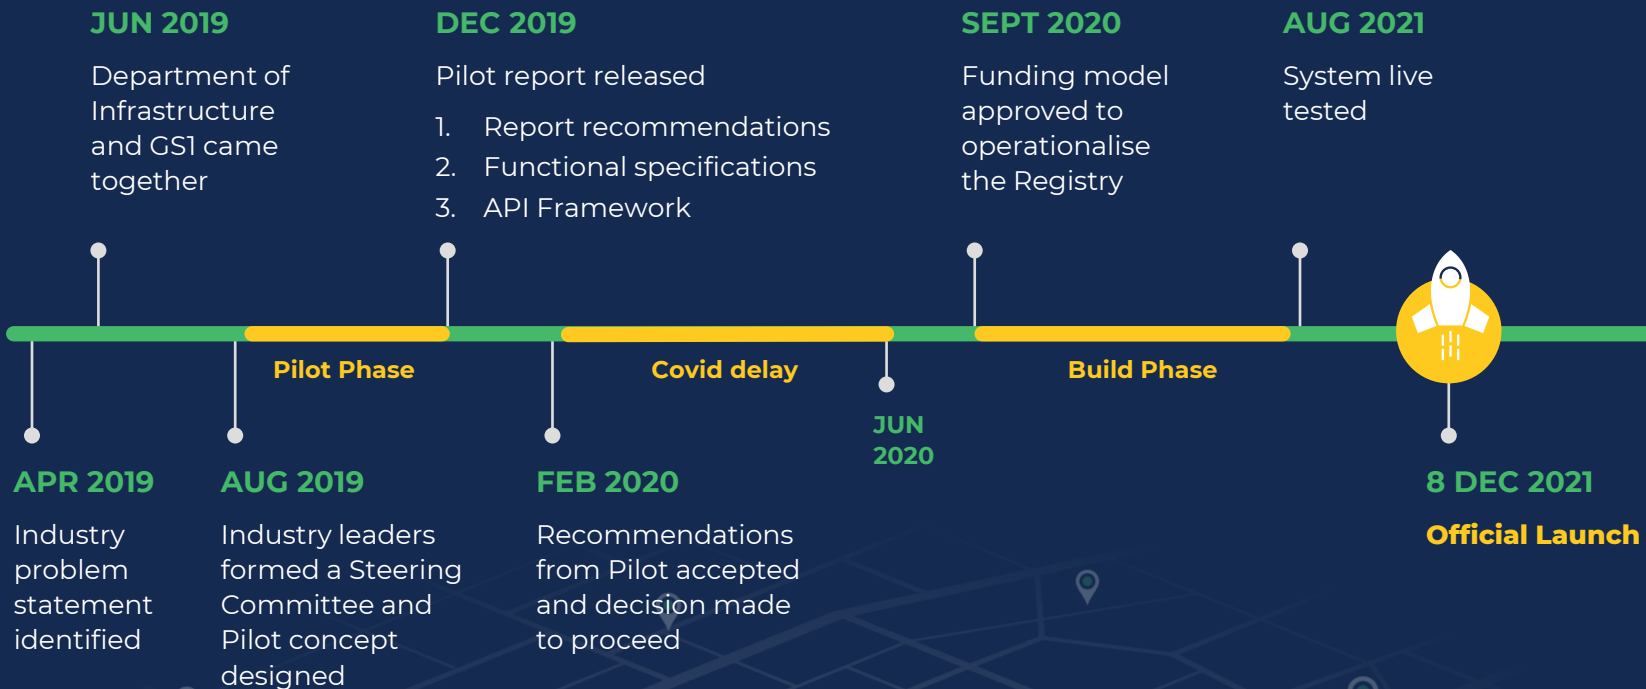 JUN 2019
Department of
Infrastructure
and GS1 came
together
DEC 2019
Pilot report released
1. Report recommendations
2. Functional specifications
3. API Framework
SEPT 2020
Funding model
approved to
operationalise
the Registry
AUG 2021
System live
tested
Pilot Phase
Covid delay
Build Phase
JUN
2020
APR 2019
Industry
problem
statement
identified
AUG 2019
Industry leaders
formed a Steering
Committee and
Pilot concept
designed
FEB 2020
Recommendations
from Pilot accepted
and decision made
to proceed
8 DEC 2021
Official Launch